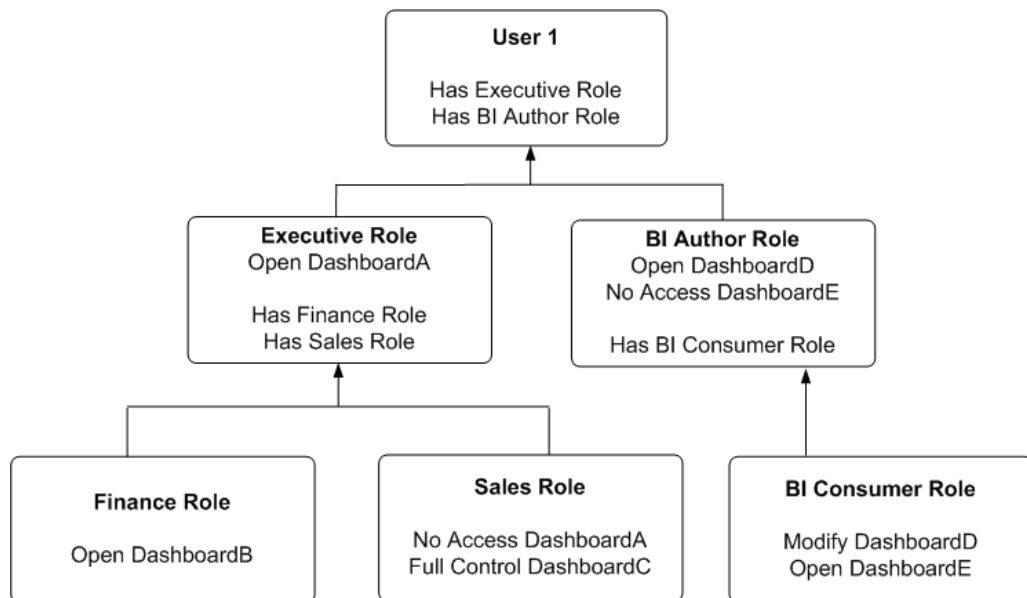 User 1
Has Executive Role
Has BI Author Role
Executive Role
Open DashboardA
Has Finance Role
Has Sales Role
BI Author Role
Open DashboardD
No Access DashboardE
Has BI Consumer Role
Finance Role
Open DashboardB
Sales Role
No Access DashboardA
Full Control DashboardC
BI Consumer Role
Modify DashboardD
Open DashboardE